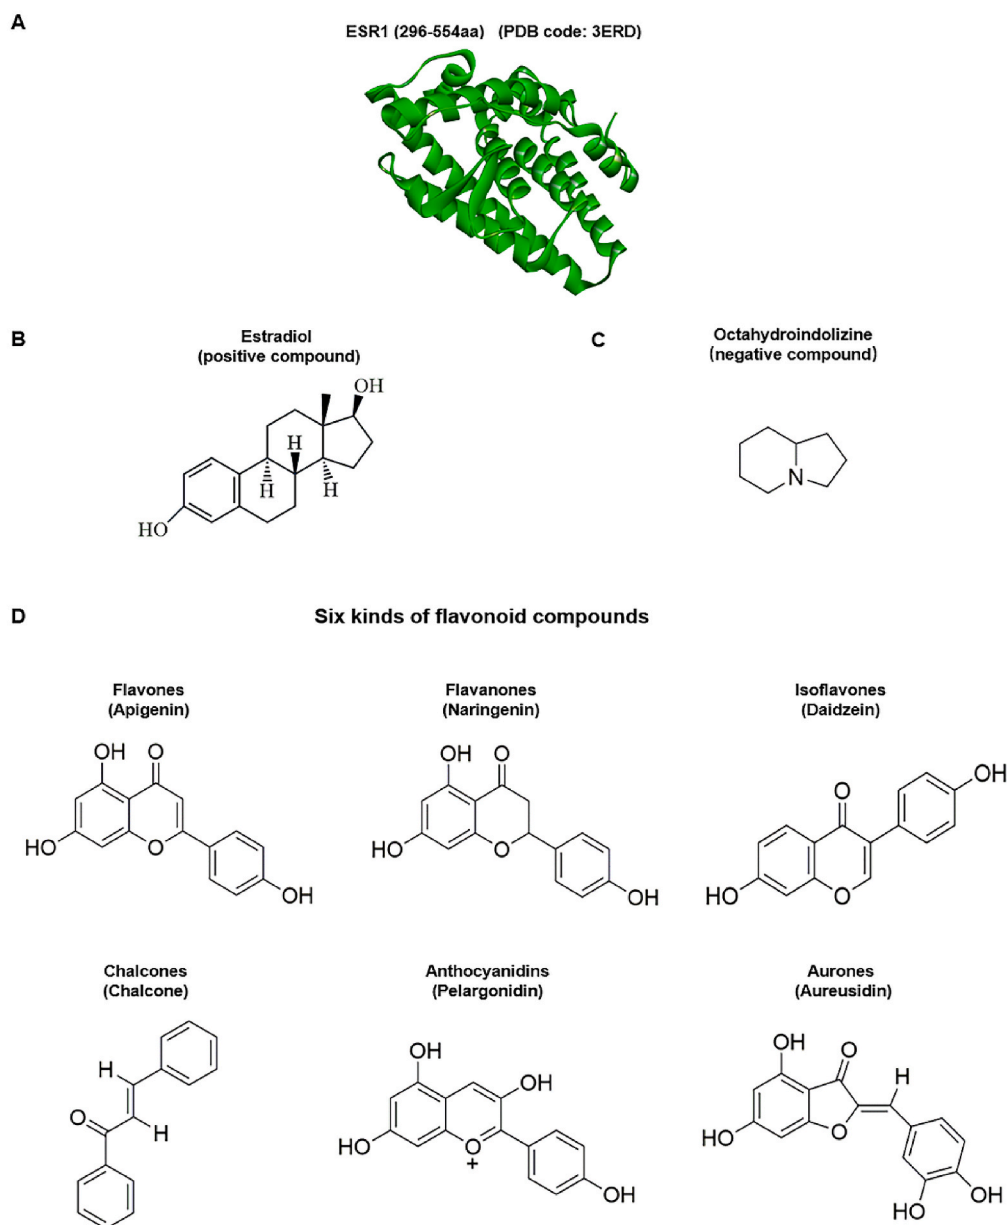 A
ESR1 (296-554aa) (PDB code: 3ERD)
B
Estradiol
(positive compound)
OH
H
H
H
HO
C
Octahydroindolizine
(negative compound)
N
D
Six kinds of flavonoid compounds
Flavones
(Apigenin)
OH
O
HO
O
OH
Flavanones
(Naringenin)
OH
O
HO
O
OH
Isoflavones
(Daidzein)
OH
O
HO
O
Chalcones
(Chalcone)
H
O
H
Anthocyanidins
(Pelargonidin)
OH
OH
HO
O
+
OH
Aurones
(Aureusidin)
OH
O
H
HO
O
HO
OH